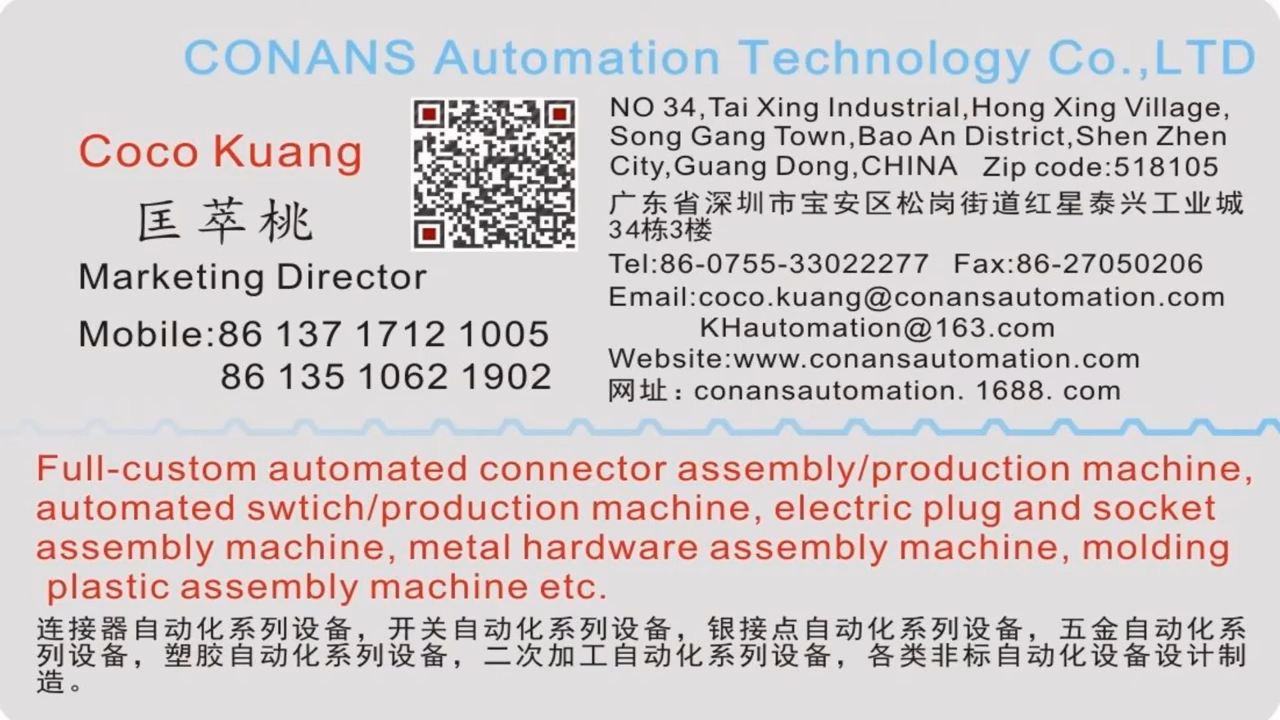 CONANS Automation Technology Co.,LTD
Coco Kuang
匡萃桃
Marketing Director
Mobile:86 137 1712 1005
86 135 1062 1902
NO 34,Tai Xing Industrial,Hong Xing Village,
Song Gang Town,Bao An District,Shen Zhen
City,Guang Dong,CHINA Zip code:518105
广东省深圳市宝安区松岗街道红星泰兴工业城
34栋3楼
Tel:86-0755-33022277 Fax:86-27050206
Email:coco.kuang@conansautomation.com
KHautomation@163.com
Website:www.conansautomation.com
网址：conansautomation. 1688. com
Full-custom automated connector assembly/production machine,
automated swtich/production machine, electric plug and socket
assembly machine, metal hardware assembly machine, molding
plastic assembly machine etc.
连接器自动化系列设备，开关自动化系列设备，银接点自动化系列设备，五金自动化系
列设备，塑胶自动化系列设备，二次加工自动化系列设备，各类非标自动化设备设计制
造。